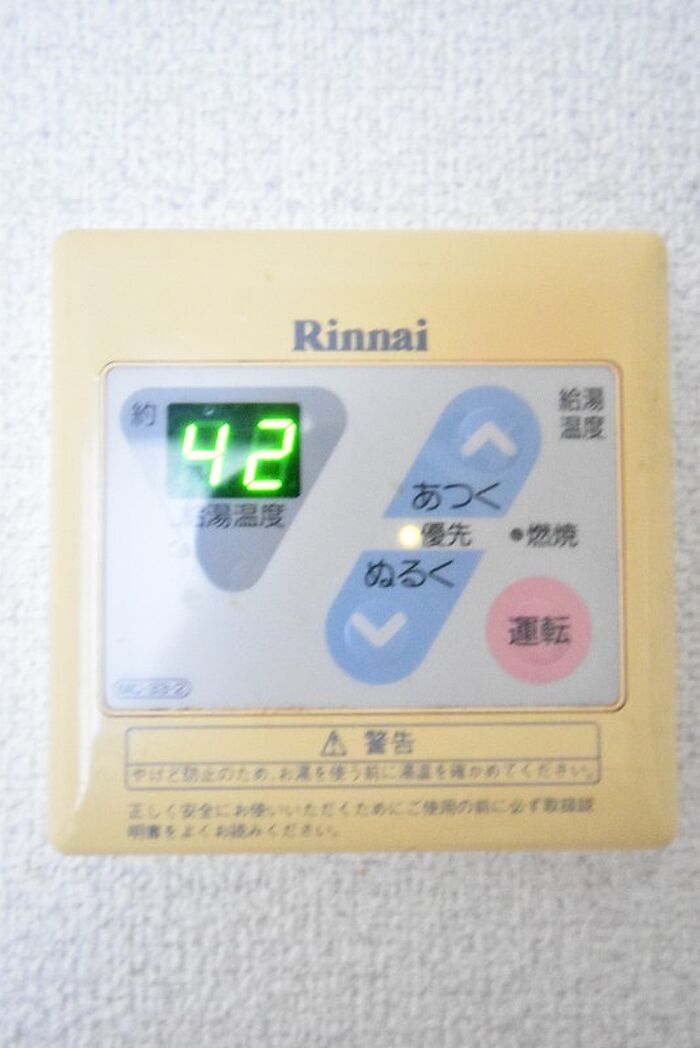 Rinnai
約
42
給湯温度
給湯
温度
あつく
優先
燃焼
ぬるく
運転
MC-33-2
警告
やけど防止のため、お湯を使う前に湯温を確かめてください。
正しく安全にお使いいただくためにご使用の前に必ず取扱説
明書をよくお読みください。